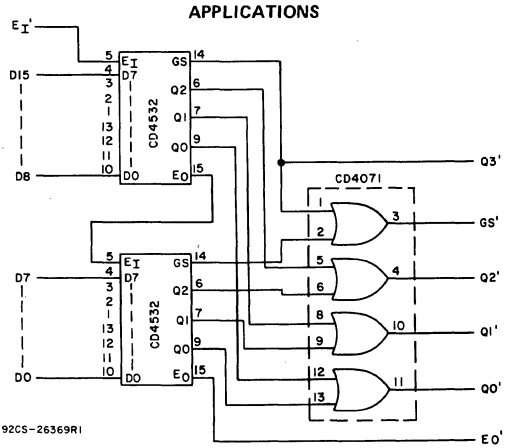 APPLICATIONS
EI'
D15
D8
5 EI
4 D7
3
2
1
13
12
11
10 D0
CD4532
GS 14
Q2 6
Q1 7
Q0 9
E0 15
Q3'
CD4071
1
2
3
GS'
5 EI
4 D7
3
2
1
13
12
11
10 D0
CD4532
GS 14
Q2 6
Q1 7
Q0 9
E0 15
D7
D0
5
6
4
Q2'
8
9
10
Q1'
12
13
11
Q0'
E0'
92CS-26369R1